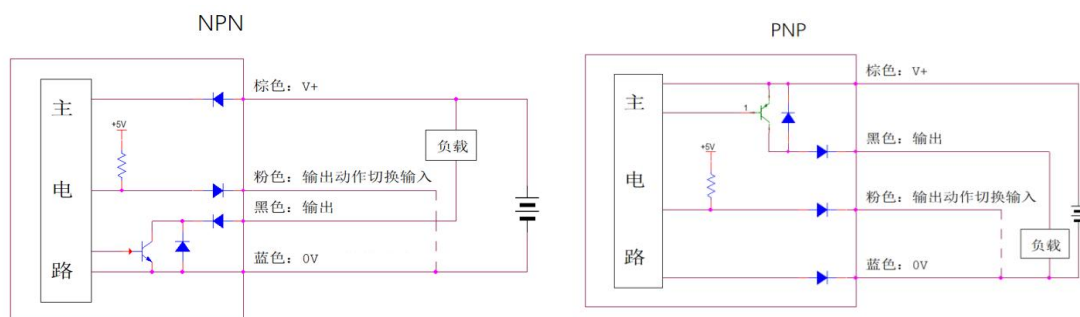 NPN
主
电
路
+5V
棕色: V+
负载
粉色: 输出动作切换输入
黑色: 输出
蓝色: 0V
PNP
主
电
路
1
+5V
棕色: V+
黑色: 输出
粉色: 输出动作切换输入
负载
蓝色: 0V